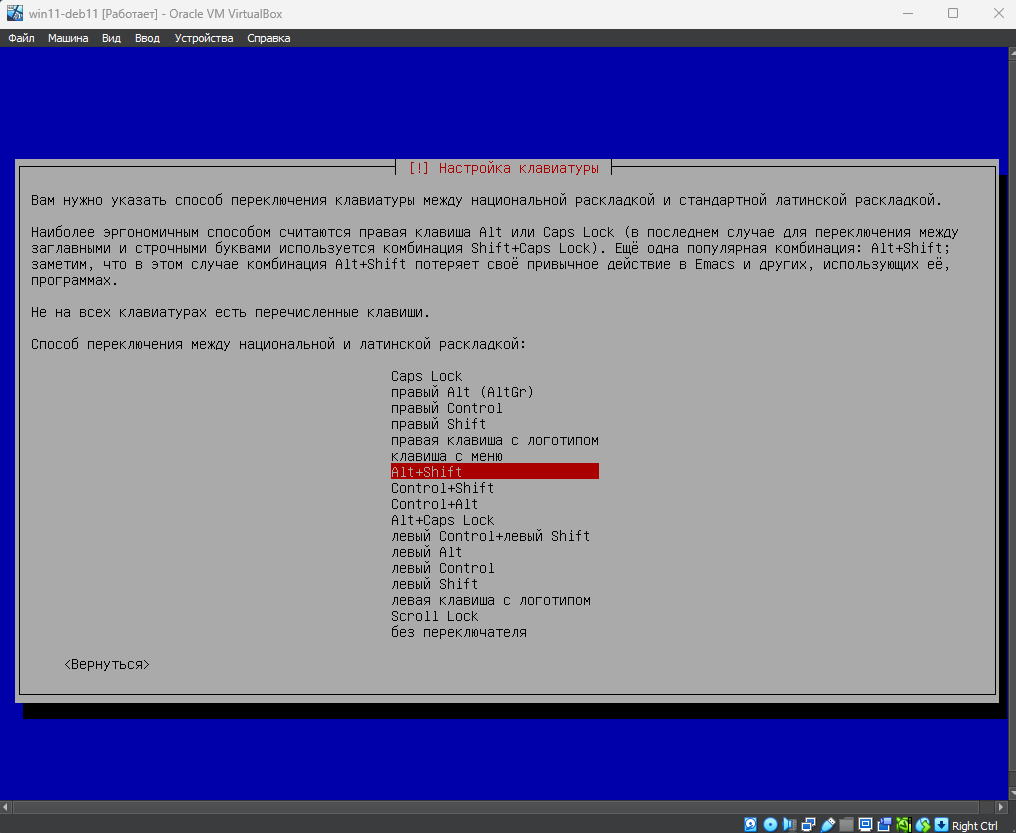 win11-deb11 [Работает] - Oracle VM VirtualBox
Файл Машина Вид Ввод Устройства Справка
[!] Настройка клавиатуры
Вам нужно указать способ переключения клавиатуры между национальной раскладкой и стандартной латинской раскладкой.
Наиболее эргономичным способом считаются правая клавиша Alt или Caps Lock (в последнем случае для переключения между
заглавными и строчными буквами используется комбинация Shift+Caps Lock). Ещё одна популярная комбинация: Alt+Shift;
заметим, что в этом случае комбинация Alt+Shift потеряет своё привычное действие в Emacs и других, использующих её,
программах.
Не на всех клавиатурах есть перечисленные клавиши.
Способ переключения между национальной и латинской раскладкой:
Caps Lock
правый Alt (AltGr)
правый Control
правый Shift
правая клавиша с логотипом
клавиша с меню
Alt+Shift
Control+Shift
Control+Alt
Alt+Caps Lock
левый Control+левый Shift
левый Alt
левый Control
левый Shift
левая клавиша с логотипом
Scroll Lock
без переключателя
<Вернуться>
Right Ctrl